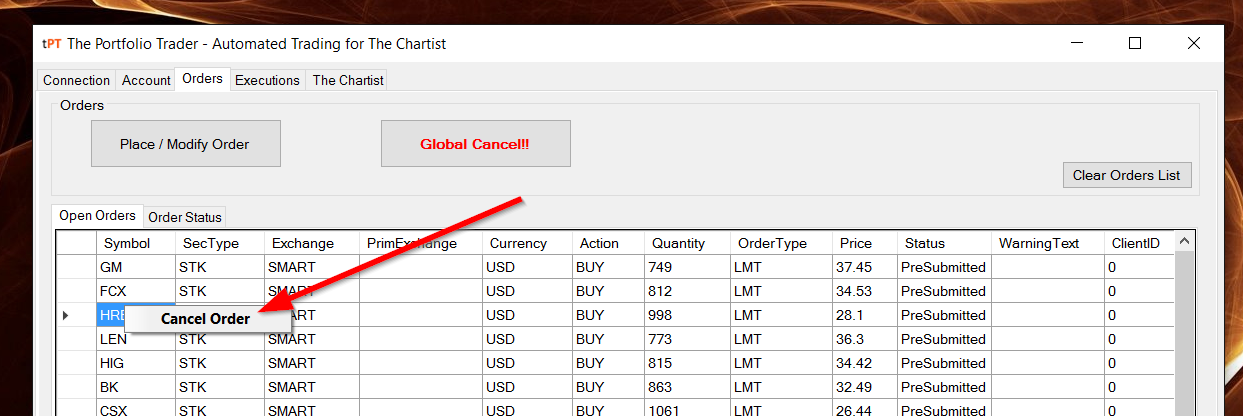 tPT The Portfolio Trader - Automated Trading for The Chartist
Connection Account Orders Executions The Chartist
Orders
Place / Modify Order Global Cancel!!
Clear Orders List
Open Orders Order Status
Symbol SecType Exchange PrimExchange Currency Action Quantity OrderType Price Status WarningText ClientID
GM STK SMART USD BUY 749 LMT 37.45 PreSubmitted 0
FCX STK SMART USD BUY 812 LMT 34.53 PreSubmitted 0
Cancel Order USD BUY 998 LMT 28.1 PreSubmitted 0
LEN STK SMART USD BUY 773 LMT 36.3 PreSubmitted 0
HIG STK SMART USD BUY 815 LMT 34.42 PreSubmitted 0
BK STK SMART USD BUY 863 LMT 32.49 PreSubmitted 0
CSX STK SMART USD BUY 1061 LMT 26.44 PreSubmitted 0